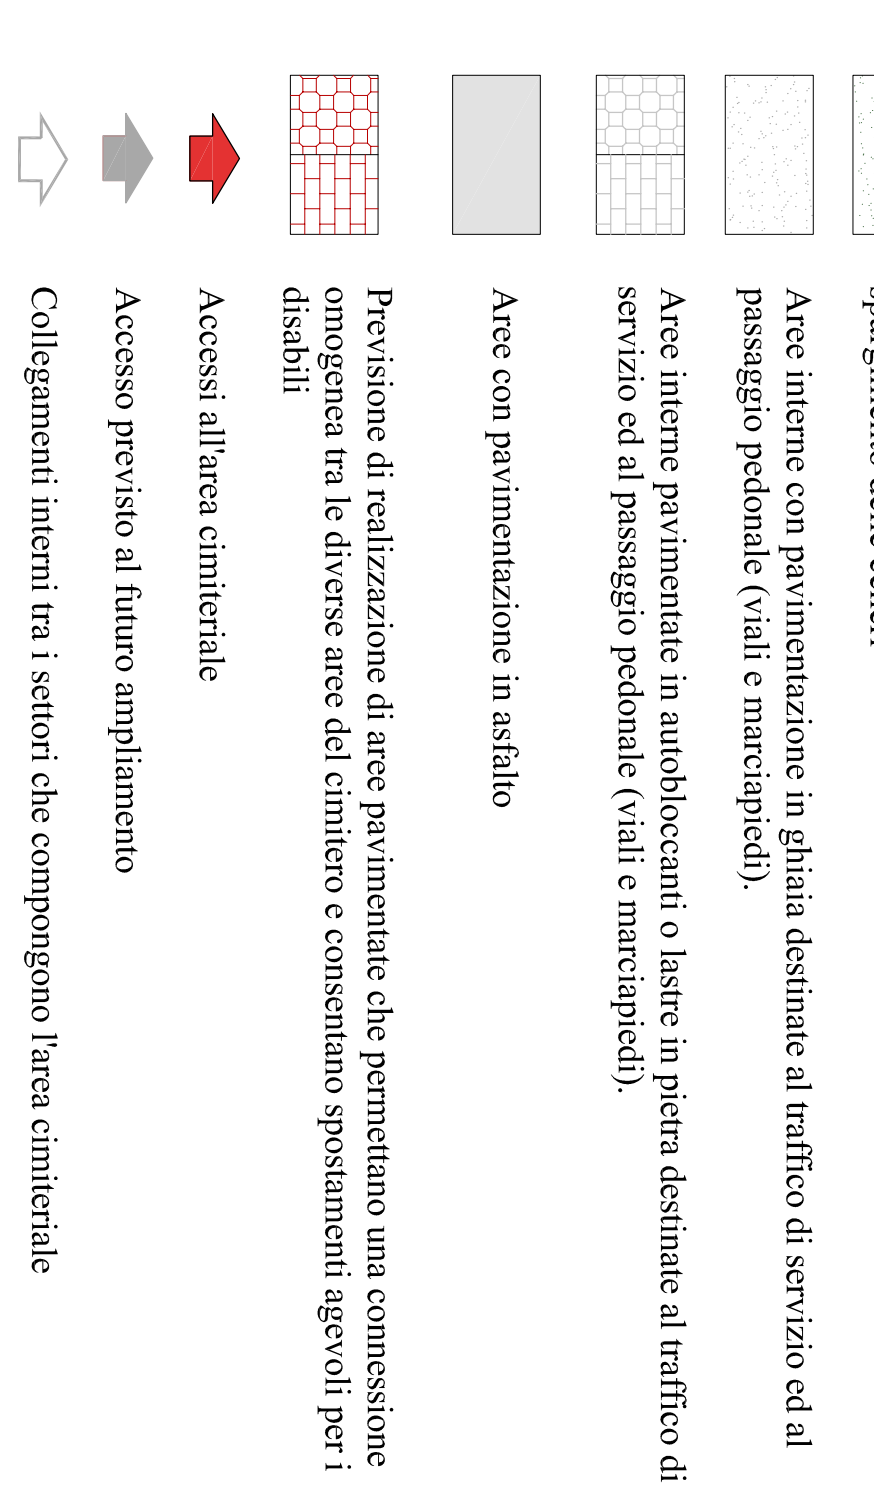 Aree interne con pavimentazione in ghiaia destinate al traffico di servizio ed al
passaggio pedonale (viali e marciapiedi).
Aree interne pavimentate in autobloccanti o lastre in pietra destinate al traffico di
servizio ed al passaggio pedonale (viali e marciapiedi).
Aree con pavimentazione in asfalto
Previsione di realizzazione di aree pavimentate che permettano una connessione
omogenea tra le diverse aree del cimitero e consentano spostamenti agevoli per i
disabili
Accessi all'area cimiteriale
Accesso previsto al futuro ampliamento
Collegamenti interni tra i settori che compongono l'area cimiteriale